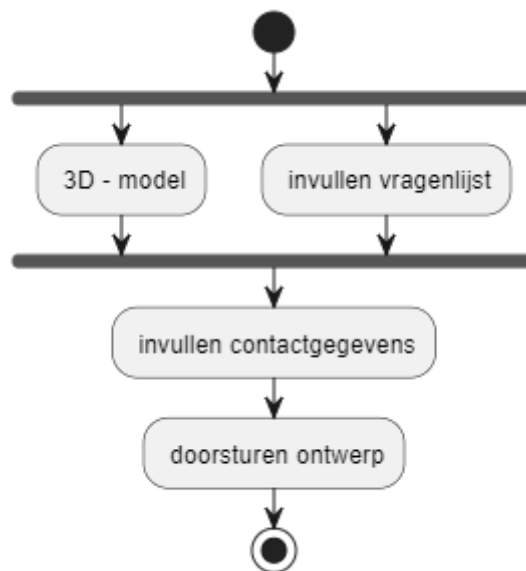 3D - model
invullen vragenlijst
invullen contactgegevens
doorsturen ontwerp